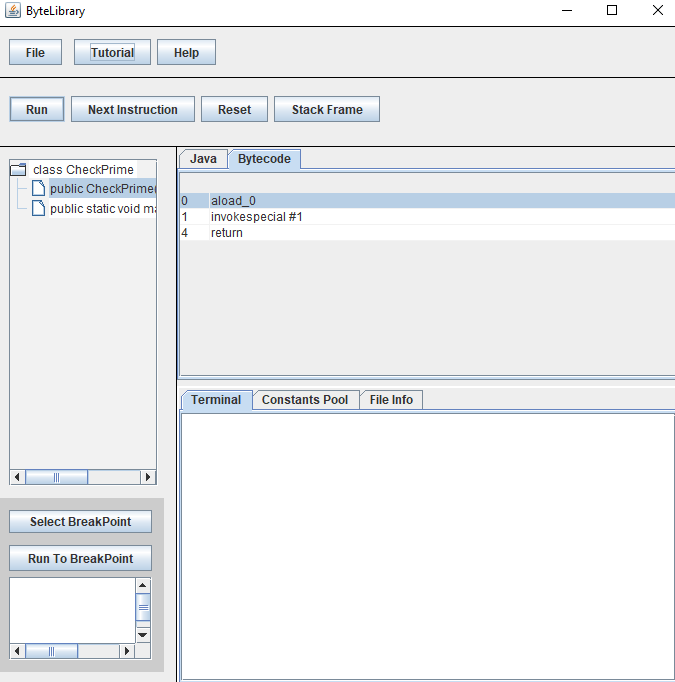 ByteLibrary
File Tutorial Help
Run Next Instruction Reset Stack Frame
class CheckPrime
public CheckPrime(
public static void ma
Java Bytecode
0 aload_0
1 invokespecial #1
4 return
Terminal Constants Pool File Info
Select BreakPoint
Run To BreakPoint